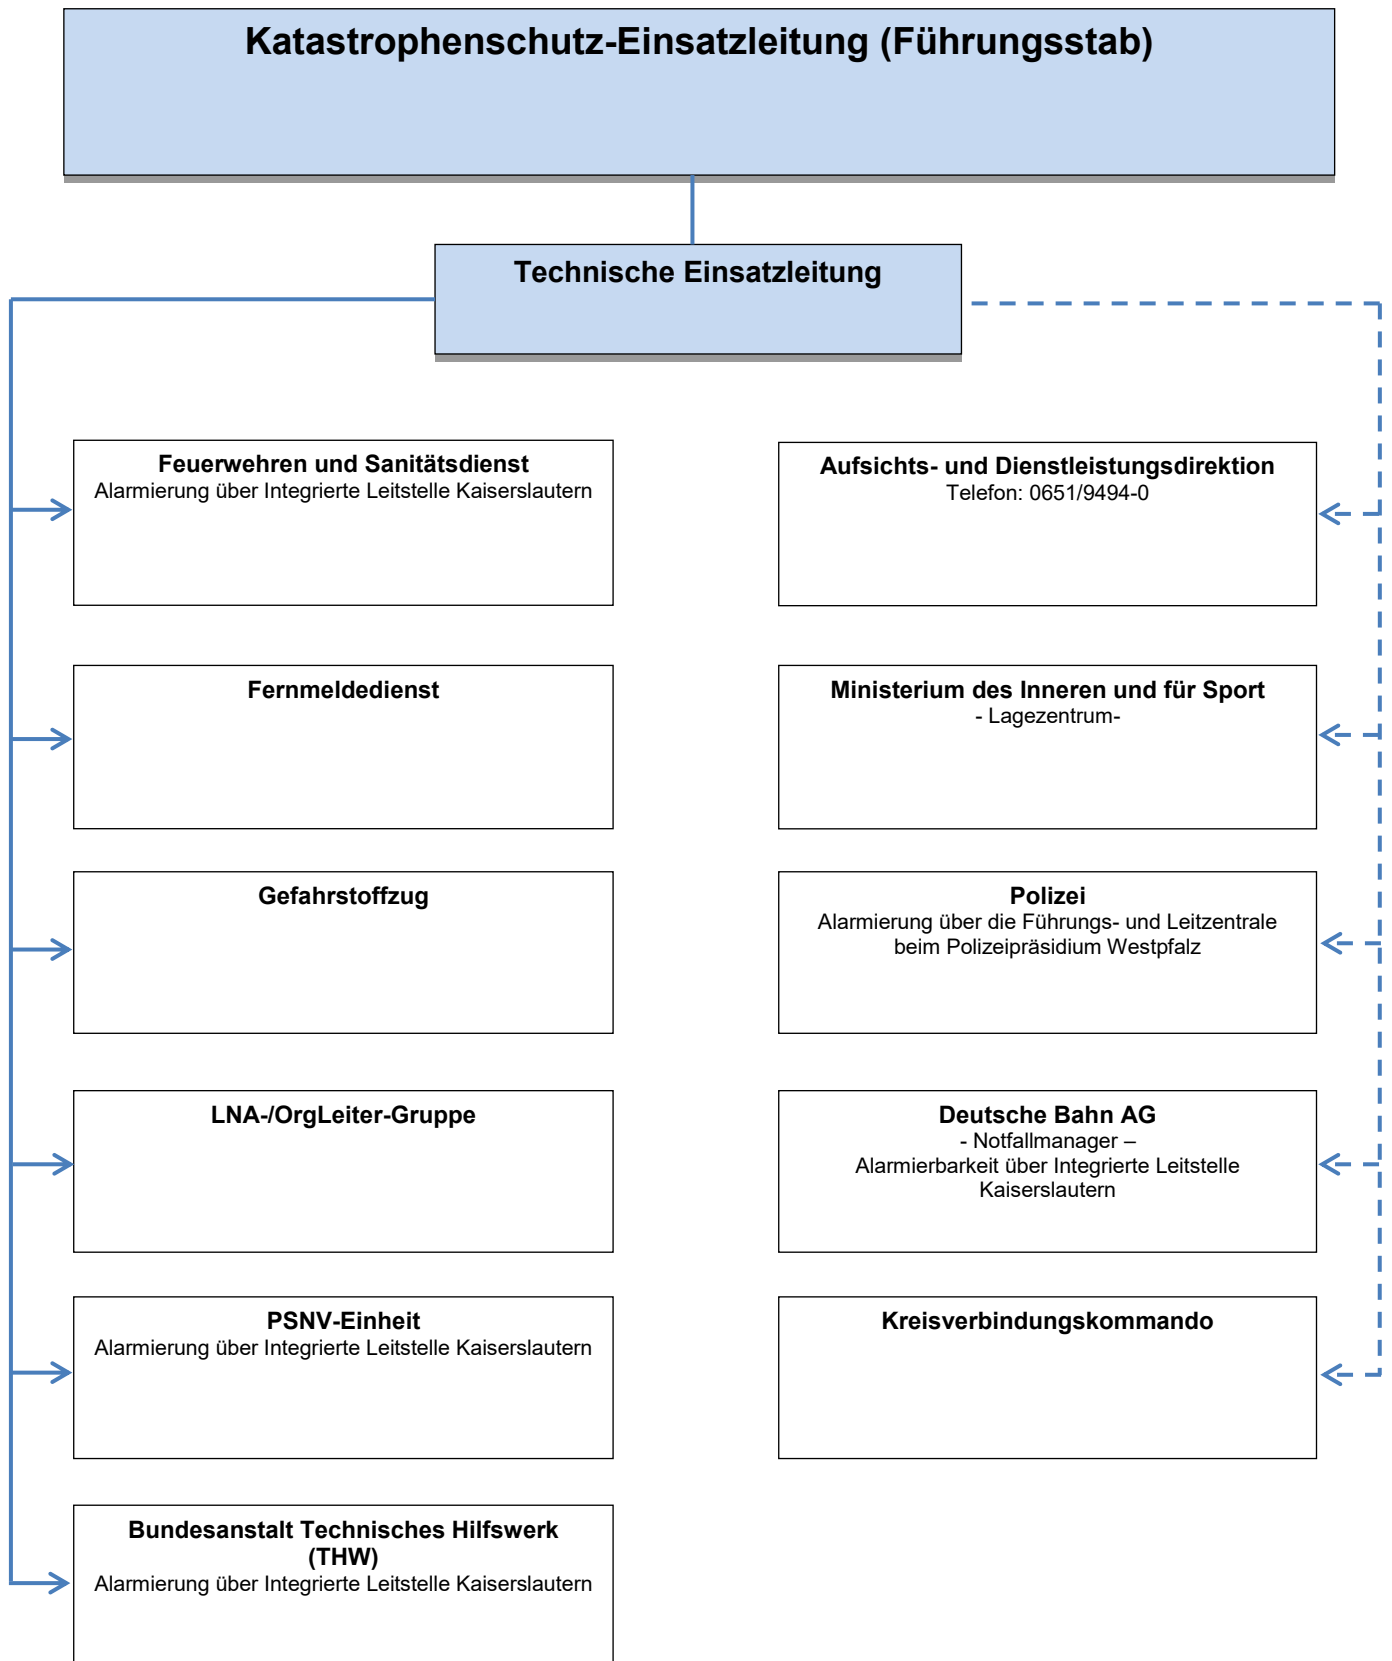 Katastrophenschutz-Einsatzleitung (Führungsstab)
Technische Einsatzleitung
Feuerwehren und Sanitätsdienst
Alarmierung über Integrierte Leitstelle Kaiserslautern
Aufsichts- und Dienstleistungsdirektion
Telefon: 0651/9494-0
Fernmeldedienst
Ministerium des Inneren und für Sport
- Lagezentrum-
Gefahrstoffzug
Polizei
Alarmierung über die Führungs- und Leitzentrale
beim Polizeipräsidium Westpfalz
LNA-/OrgLeiter-Gruppe
Deutsche Bahn AG
- Notfallmanager –
Alarmierbarkeit über Integrierte Leitstelle
Kaiserslautern
PSNV-Einheit
Alarmierung über Integrierte Leitstelle Kaiserslautern
Kreisverbindungskommando
Bundesanstalt Technisches Hilfswerk
(THW)
Alarmierung über Integrierte Leitstelle Kaiserslautern